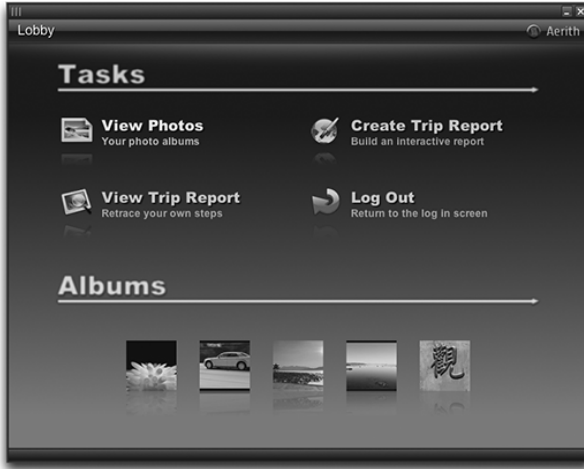 Lobby
Aerith
Tasks
View Photos
Your photo albums
Create Trip Report
Build an interactive report
View Trip Report
Retrace your own steps
Log Out
Return to the log in screen
Albums
觀